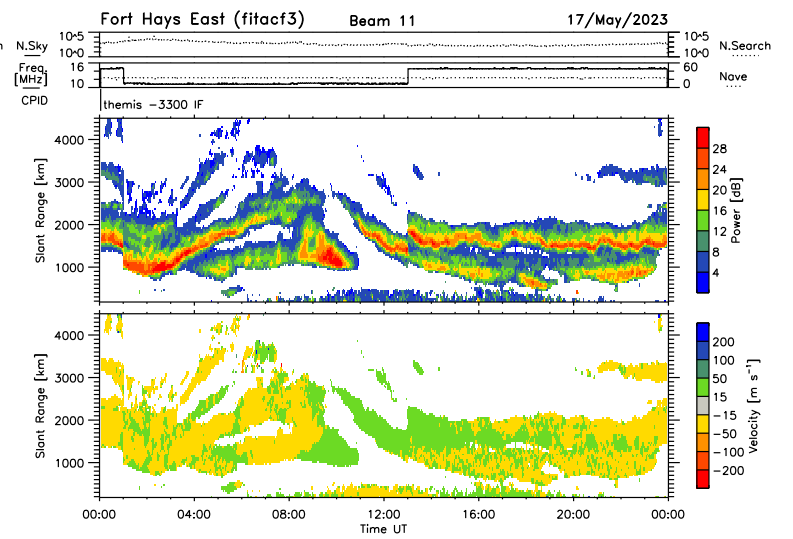 Fort Hays East (fitacf3) Beam 11 17/May/2023
n N.Sky 10^5 10^0 10^5 10^0 N.Search
Freq. [MHz] 16 10 60 0 Nave
CPID themis -3300 IF
Slant Range [km] 4000 3000 2000 1000
28 24 20 16 12 8 4 Power [dB]
Slant Range [km] 4000 3000 2000 1000
200 100 50 15 -15 -50 -100 -200 Velocity [m s⁻¹]
00:00 04:00 08:00 12:00 16:00 20:00 00:00
Time UT